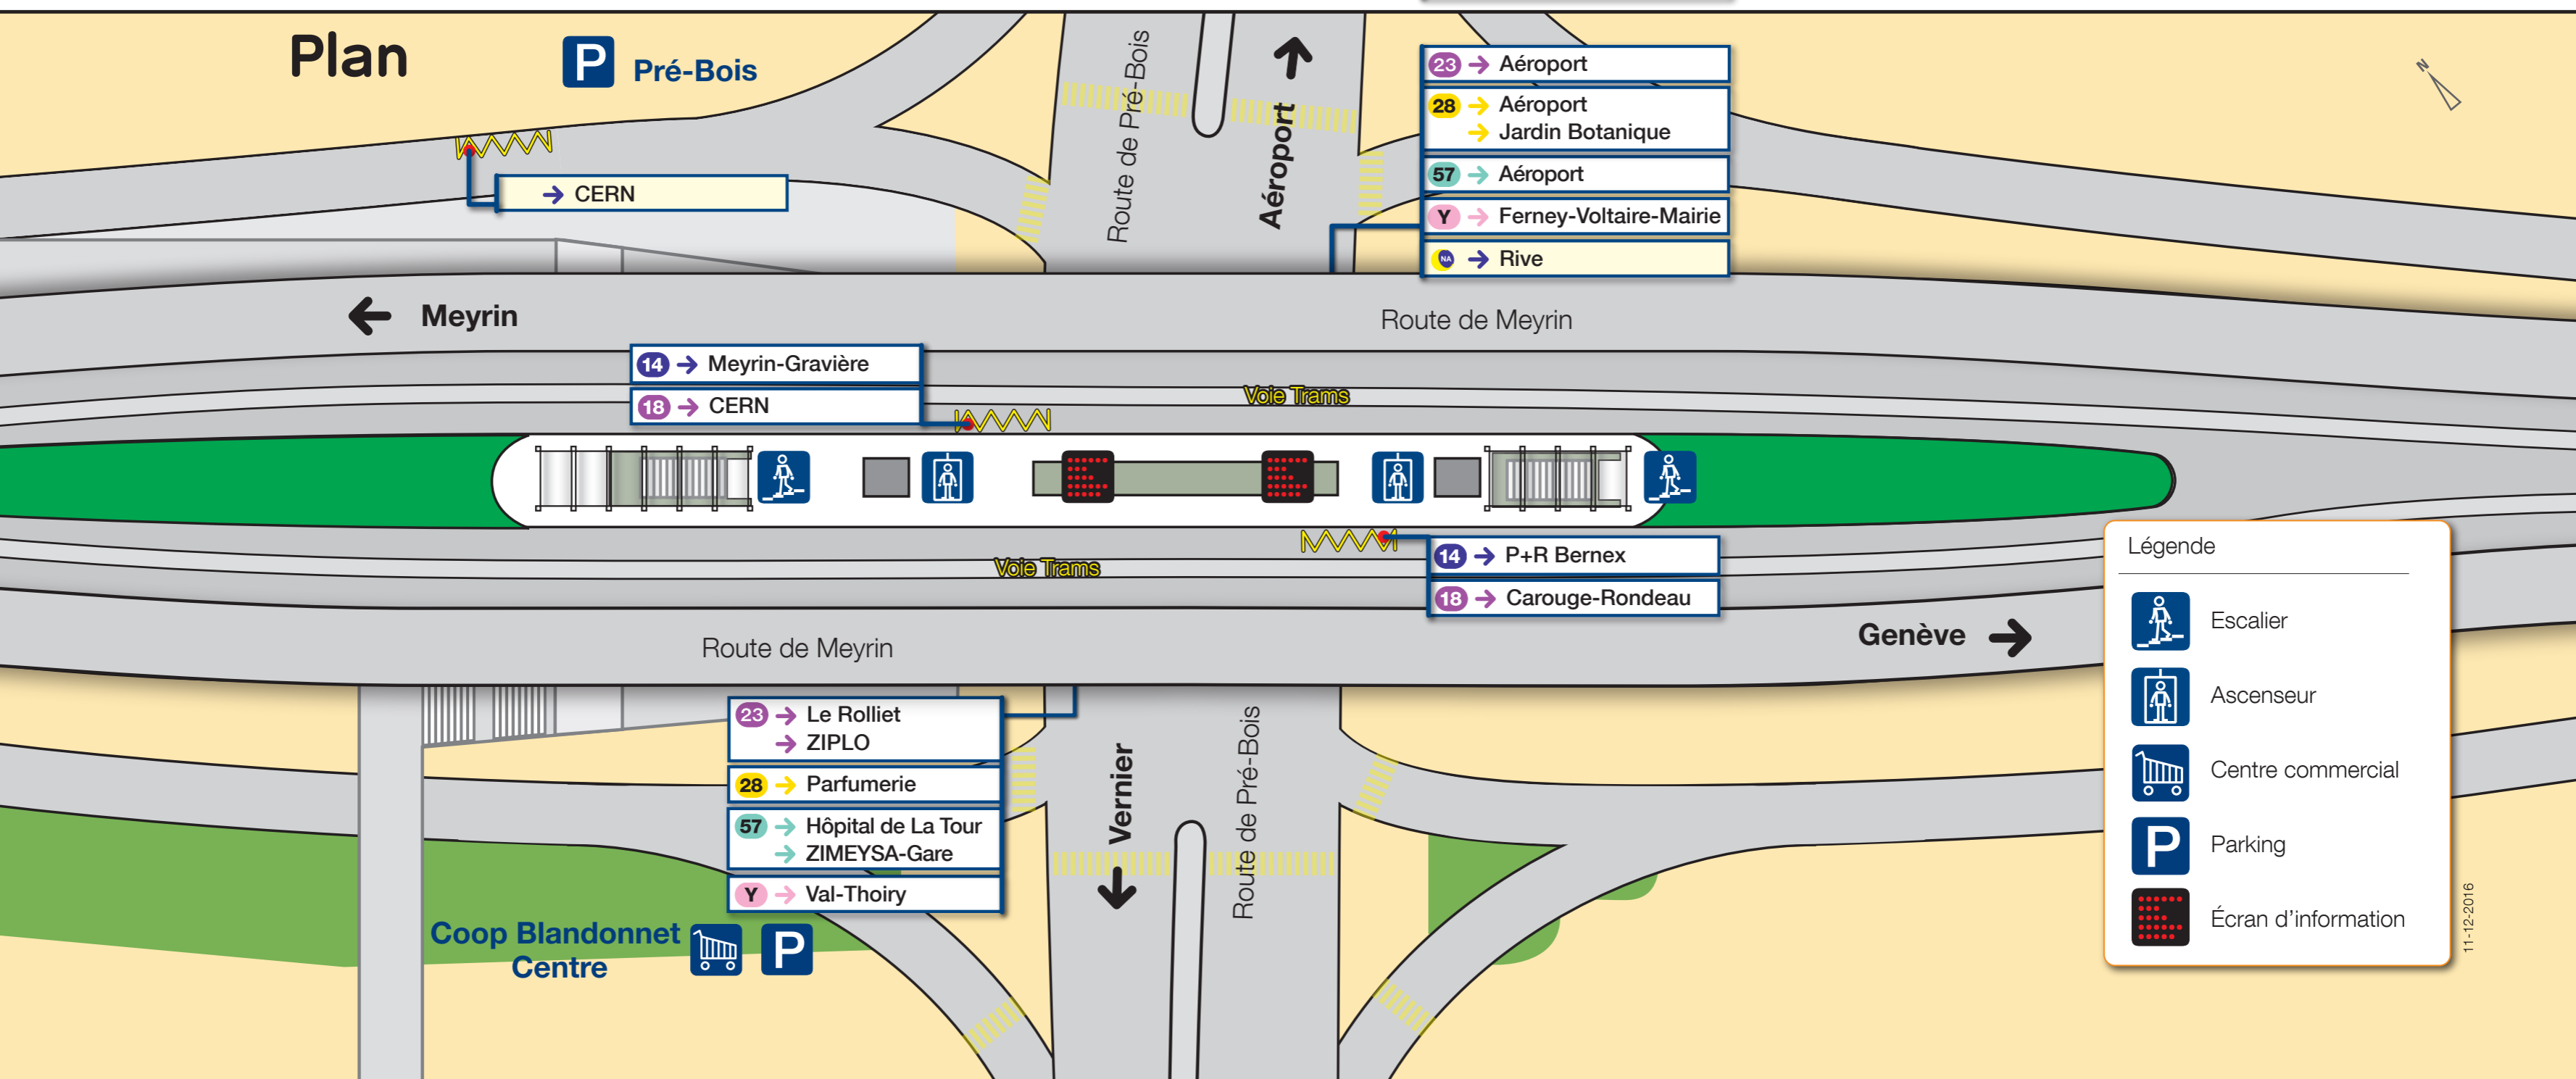 Plan
P Pré-Bois
CERN
Route de Pré-Bois
Aéroport
23 Aéroport
28 Aéroport
Jardin Botanique
57 Aéroport
Y Ferney-Voltaire-Mairie
NA Rive
N
Meyrin
Route de Meyrin
14 Meyrin-Gravière
18 CERN
Voie Trams
Voie Trams
14 P+R Bernex
18 Carouge-Rondeau
Route de Meyrin
Genève
23 Le Rolliet
ZIPLO
28 Parfumerie
57 Hôpital de La Tour
ZIMEYSA-Gare
Y Val-Thoiry
Vernier
Route de Pré-Bois
Coop Blandonnet
Centre
P
Légende
Escalier
Ascenseur
Centre commercial
P Parking
Écran d'information
11-12-2016